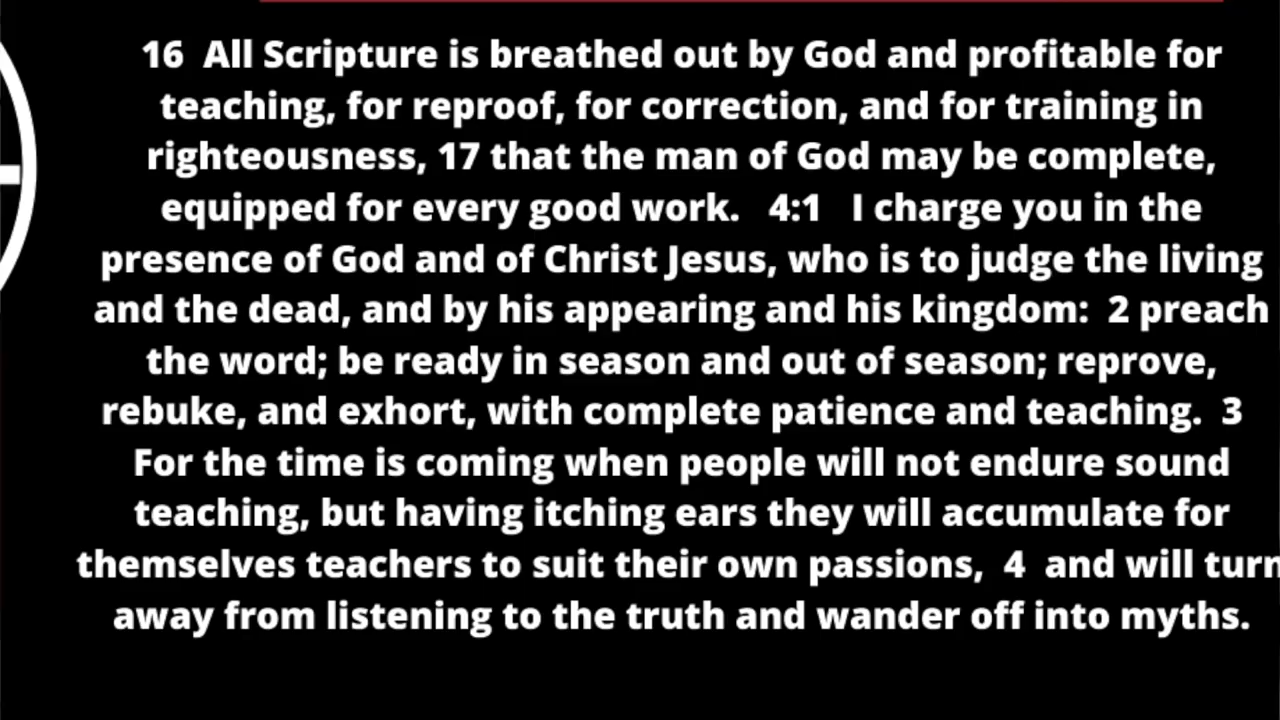 16 All Scripture is breathed out by God and profitable for
teaching, for reproof, for correction, and for training in
righteousness, 17 that the man of God may be complete,
equipped for every good work. 4:1 I charge you in the
presence of God and of Christ Jesus, who is to judge the living
and the dead, and by his appearing and his kingdom: 2 preach
the word; be ready in season and out of season; reprove,
rebuke, and exhort, with complete patience and teaching. 3
For the time is coming when people will not endure sound
teaching, but having itching ears they will accumulate for
themselves teachers to suit their own passions, 4 and will turn
away from listening to the truth and wander off into myths.